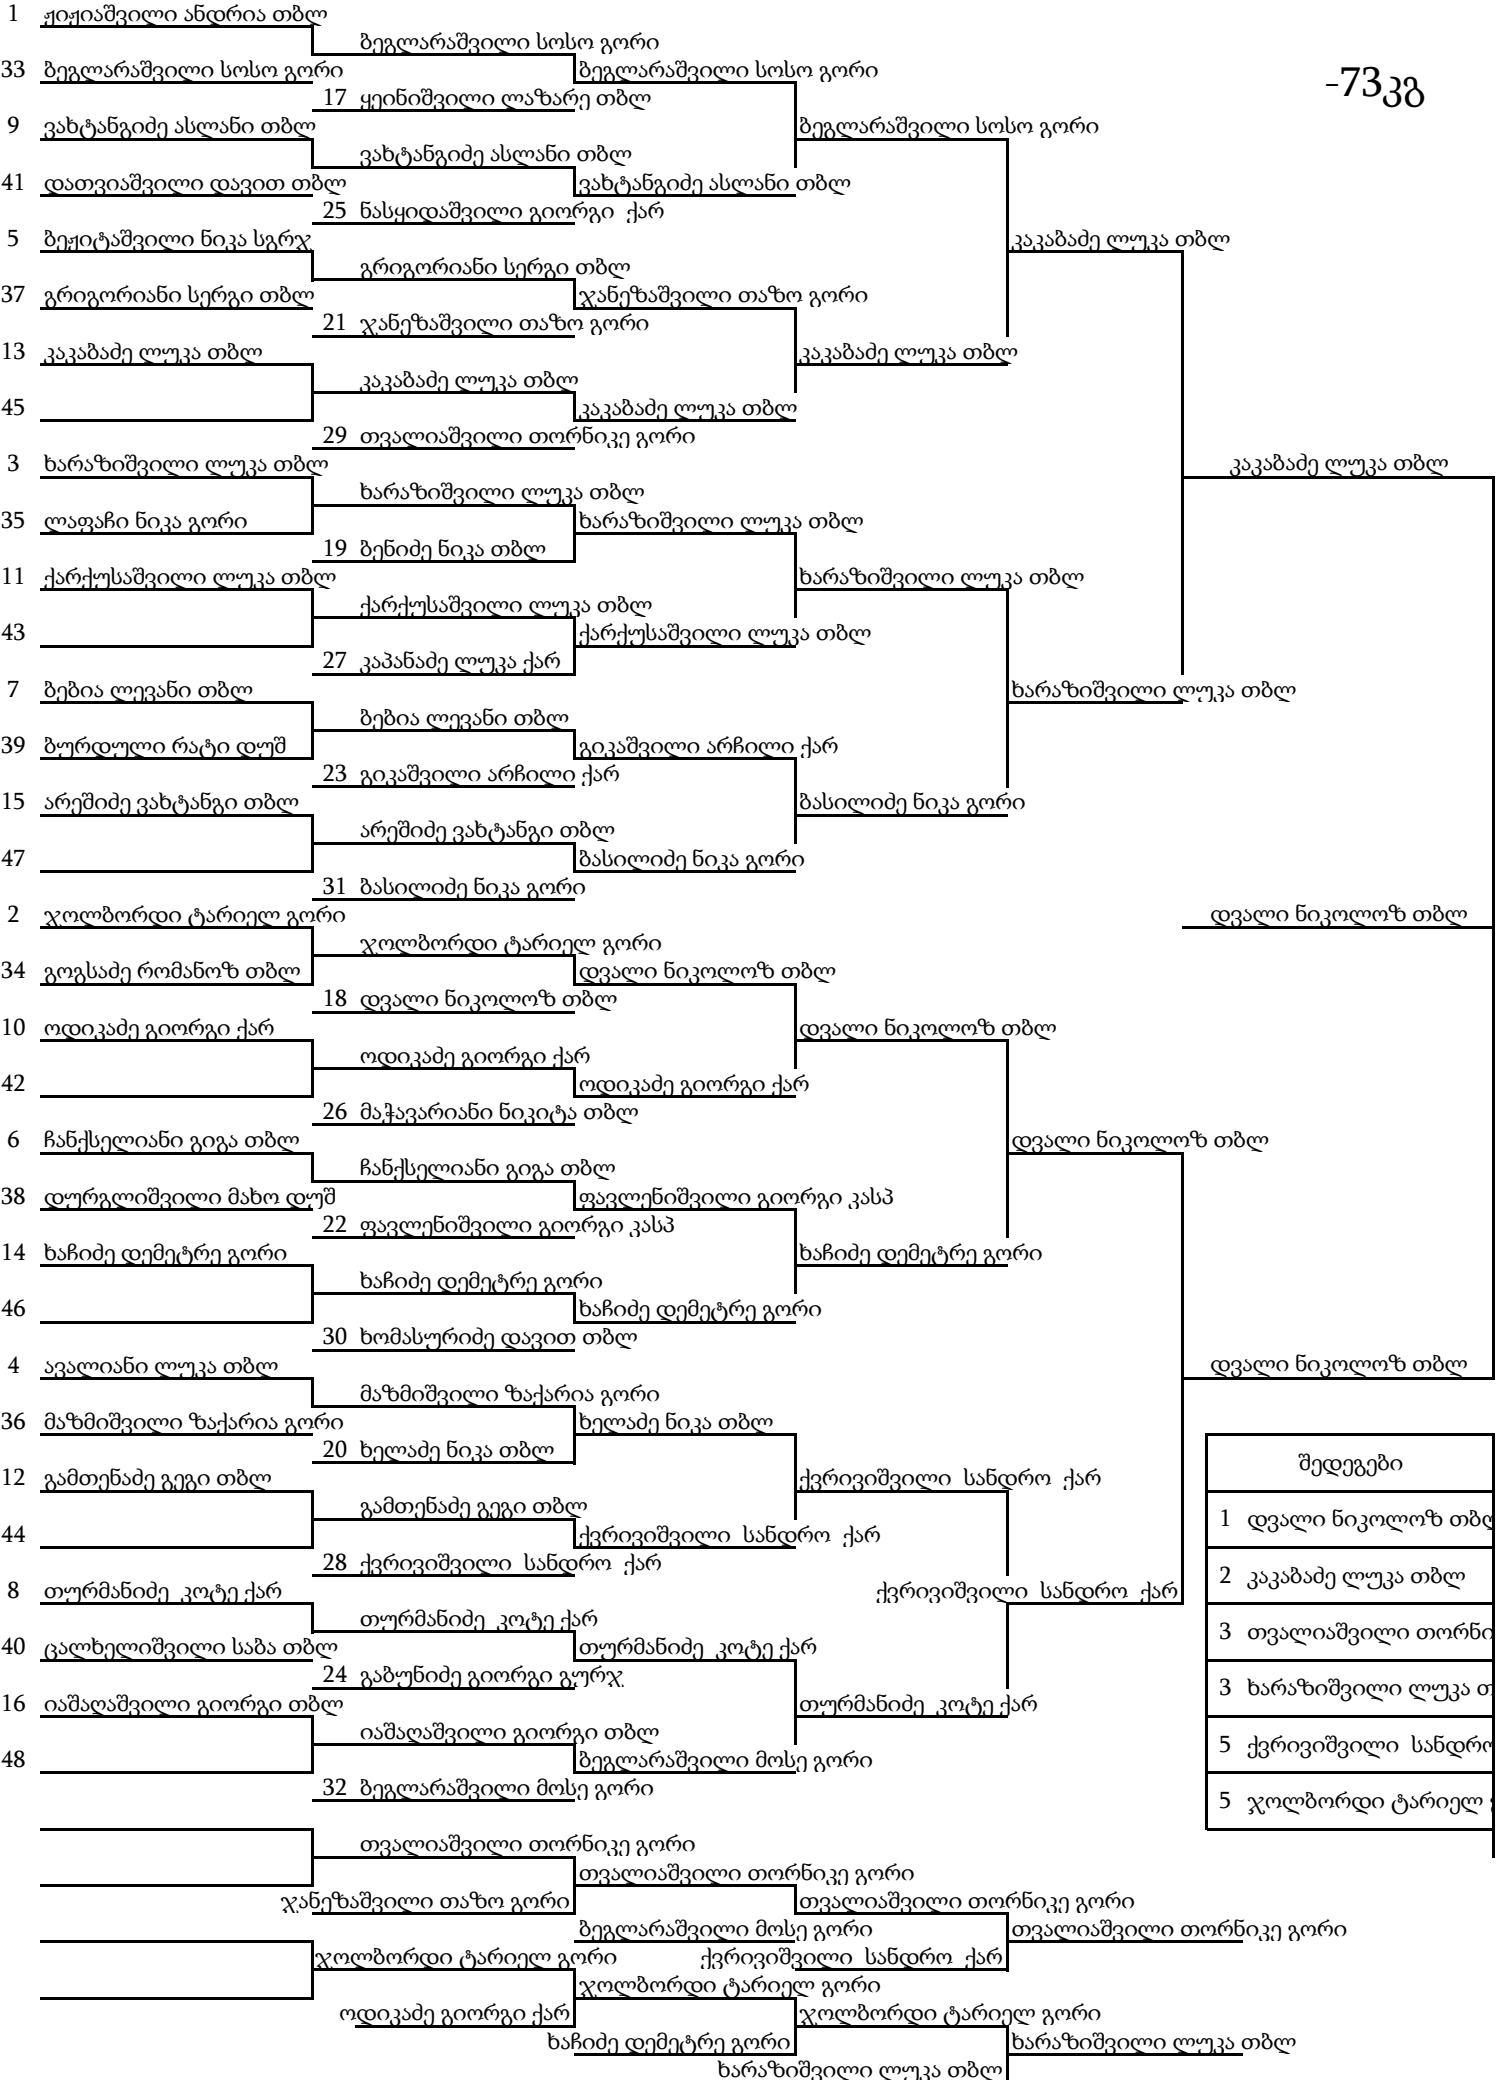 1 ჟიჟიაშვილი ანდრია თბლ
ბეგლარაშვილი სოსო გორი
33 ბეგლარაშვილი სოსო გორი
ბეგლარაშვილი სოსო გორი
-73კგ
17 ყეინიშვილი ლაზარე თბლ
9 ვახტანგიძე ასლანი თბლ
ბეგლარაშვილი სოსო გორი
ვახტანგიძე ასლანი თბლ
41 დათვიაშვილი დავით თბლ
ვახტანგიძე ასლანი თბლ
25 ნასყიდაშვილი გიორგი ქარ
5 ბეჟიტაშვილი ნიკა სგრჯ
კაკაბაძე ლუკა თბლ
გრიგორიანი სერგი თბლ
37 გრიგორიანი სერგი თბლ
ჯანეზაშვილი თაზო გორი
21 ჯანეზაშვილი თაზო გორი
13 კაკაბაძე ლუკა თბლ
კაკაბაძე ლუკა თბლ
კაკაბაძე ლუკა თბლ
45
კაკაბაძე ლუკა თბლ
29 თვალიაშვილი თორნიკე გორი
3 ხარაზიშვილი ლუკა თბლ
კაკაბაძე ლუკა თბლ
ხარაზიშვილი ლუკა თბლ
35 ლაფაჩი ნიკა გორი
ხარაზიშვილი ლუკა თბლ
19 ბენიძე ნიკა თბლ
11 ქარქუსაშვილი ლუკა თბლ
ხარაზიშვილი ლუკა თბლ
ქარქუსაშვილი ლუკა თბლ
43
ქარქუსაშვილი ლუკა თბლ
27 კაპანაძე ლუკა ქარ
7 ბებია ლევანი თბლ
ხარაზიშვილი ლუკა თბლ
ბებია ლევანი თბლ
39 ბურდული რატი დუშ
გიკაშვილი არჩილი ქარ
23 გიკაშვილი არჩილი ქარ
15 არეშიძე ვახტანგი თბლ
ბასილიძე ნიკა გორი
არეშიძე ვახტანგი თბლ
47
ბასილიძე ნიკა გორი
31 ბასილიძე ნიკა გორი
2 ჯოლბორდი ტარიელ გორი
დვალი ნიკოლოზ თბლ
ჯოლბორდი ტარიელ გორი
34 გოგსაძე რომანოზ თბლ
დვალი ნიკოლოზ თბლ
18 დვალი ნიკოლოზ თბლ
10 ოდიკაძე გიორგი ქარ
დვალი ნიკოლოზ თბლ
ოდიკაძე გიორგი ქარ
42
ოდიკაძე გიორგი ქარ
26 მაჭავარიანი ნიკიტა თბლ
6 ჩანქსელიანი გიგა თბლ
დვალი ნიკოლოზ თბლ
ჩანქსელიანი გიგა თბლ
38 დურგლიშვილი მახო დუშ
ფავლენიშვილი გიორგი კასპ
22 ფავლენიშვილი გიორგი კასპ
14 ხაჩიძე დემეტრე გორი
ხაჩიძე დემეტრე გორი
ხაჩიძე დემეტრე გორი
46
ხაჩიძე დემეტრე გორი
30 ხომასურიძე დავით თბლ
4 ავალიანი ლუკა თბლ
დვალი ნიკოლოზ თბლ
მაზმიშვილი ზაქარია გორი
36 მაზმიშვილი ზაქარია გორი
ხელაძე ნიკა თბლ
20 ხელაძე ნიკა თბლ
შედეგები
12 გამთენაძე გეგი თბლ
ქვრივიშვილი სანდრო ქარ
გამთენაძე გეგი თბლ
1 დვალი ნიკოლოზ თბლ
44
ქვრივიშვილი სანდრო ქარ
28 ქვრივიშვილი სანდრო ქარ
2 კაკაბაძე ლუკა თბლ
8 თურმანიძე კოტე ქარ
ქვრივიშვილი სანდრო ქარ
თურმანიძე კოტე ქარ
3 თვალიაშვილი თორნი
40 ცალხელიშვილი საბა თბლ
თურმანიძე კოტე ქარ
24 გაბუნიძე გიორგი გურჯ
3 ხარაზიშვილი ლუკა თ
16 იაშაღაშვილი გიორგი თბლ
თურმანიძე კოტე ქარ
იაშაღაშვილი გიორგი თბლ
5 ქვრივიშვილი სანდრო
48
ბეგლარაშვილი მოსე გორი
32 ბეგლარაშვილი მოსე გორი
5 ჯოლბორდი ტარიელ
თვალიაშვილი თორნიკე გორი
თვალიაშვილი თორნიკე გორი
ჯანეზაშვილი თაზო გორი
თვალიაშვილი თორნიკე გორი
ბეგლარაშვილი მოსე გორი
თვალიაშვილი თორნიკე გორი
ჯოლბორდი ტარიელ გორი
ქვრივიშვილი სანდრო ქარ
ჯოლბორდი ტარიელ გორი
ოდიკაძე გიორგი ქარ
ჯოლბორდი ტარიელ გორი
ხაჩიძე დემეტრე გორი
ხარაზიშვილი ლუკა თბლ
ხარაზიშვილი ლუკა თბლ